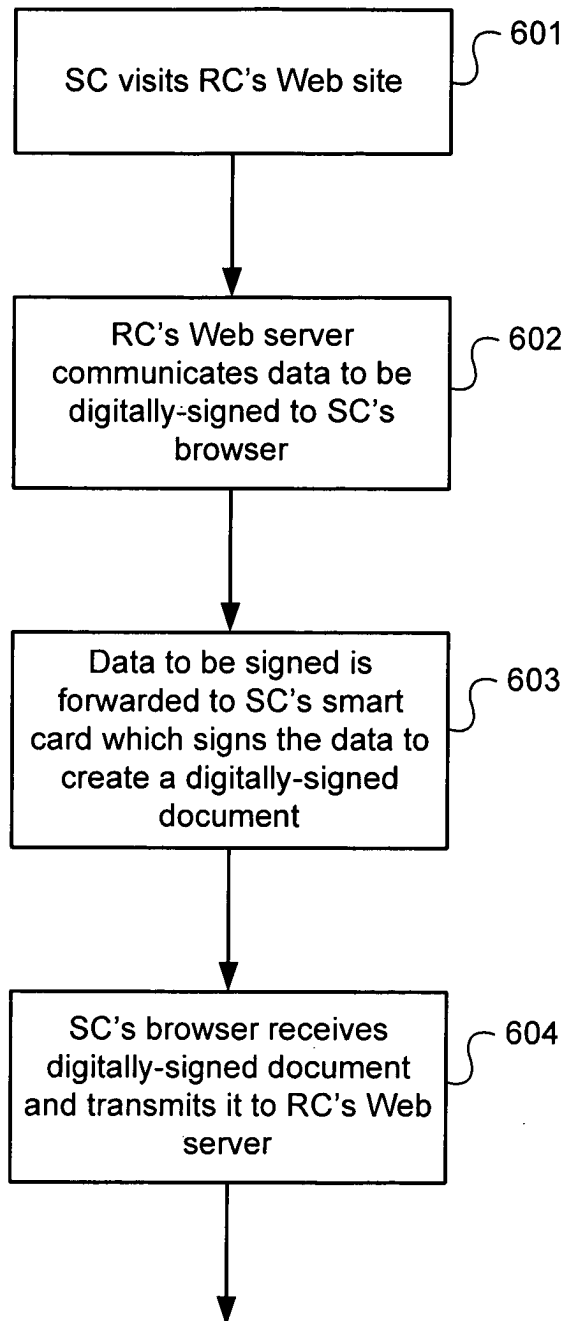 SC visits RC's Web site
601
RC's Web server
communicates data to be
digitally-signed to SC's
browser
602
Data to be signed is
forwarded to SC's smart
card which signs the data to
create a digitally-signed
document
603
SC's browser receives
digitally-signed document
and transmits it to RC's Web
server
604